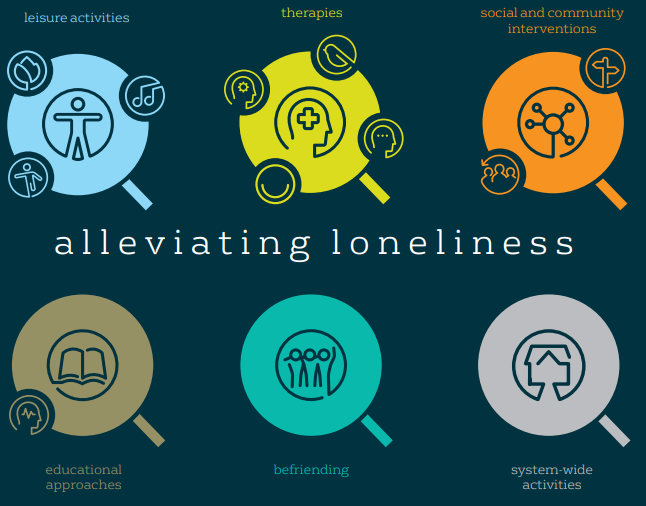 leisure activities
therapies
social and community
interventions
alleviating loneliness
educational
approaches
befriending
system-wide
activities